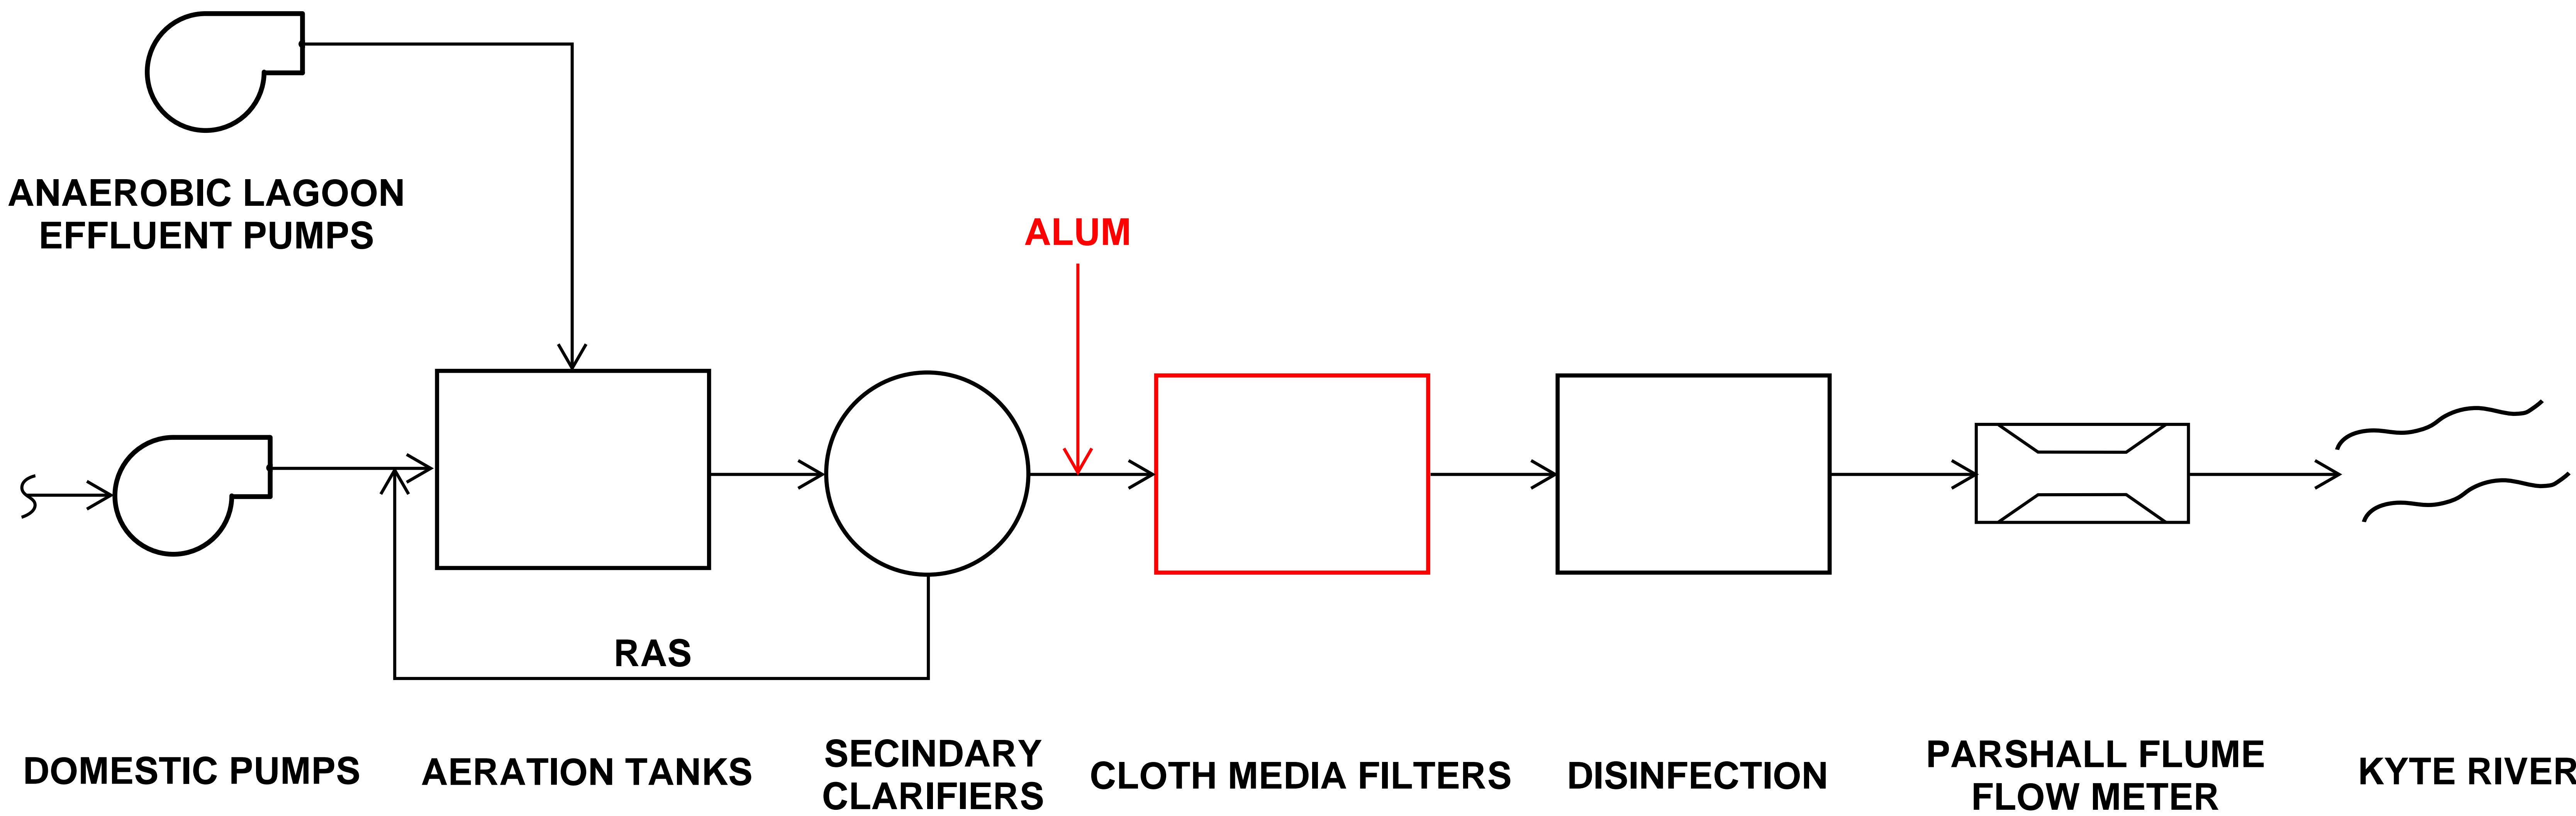 ANAEROBIC LAGOON
EFFLUENT PUMPS
ALUM
RAS
DOMESTIC PUMPS
AERATION TANKS
SECINDARY
CLARIFIERS
CLOTH MEDIA FILTERS
DISINFECTION
PARSHALL FLUME
FLOW METER
KYTE RIVER